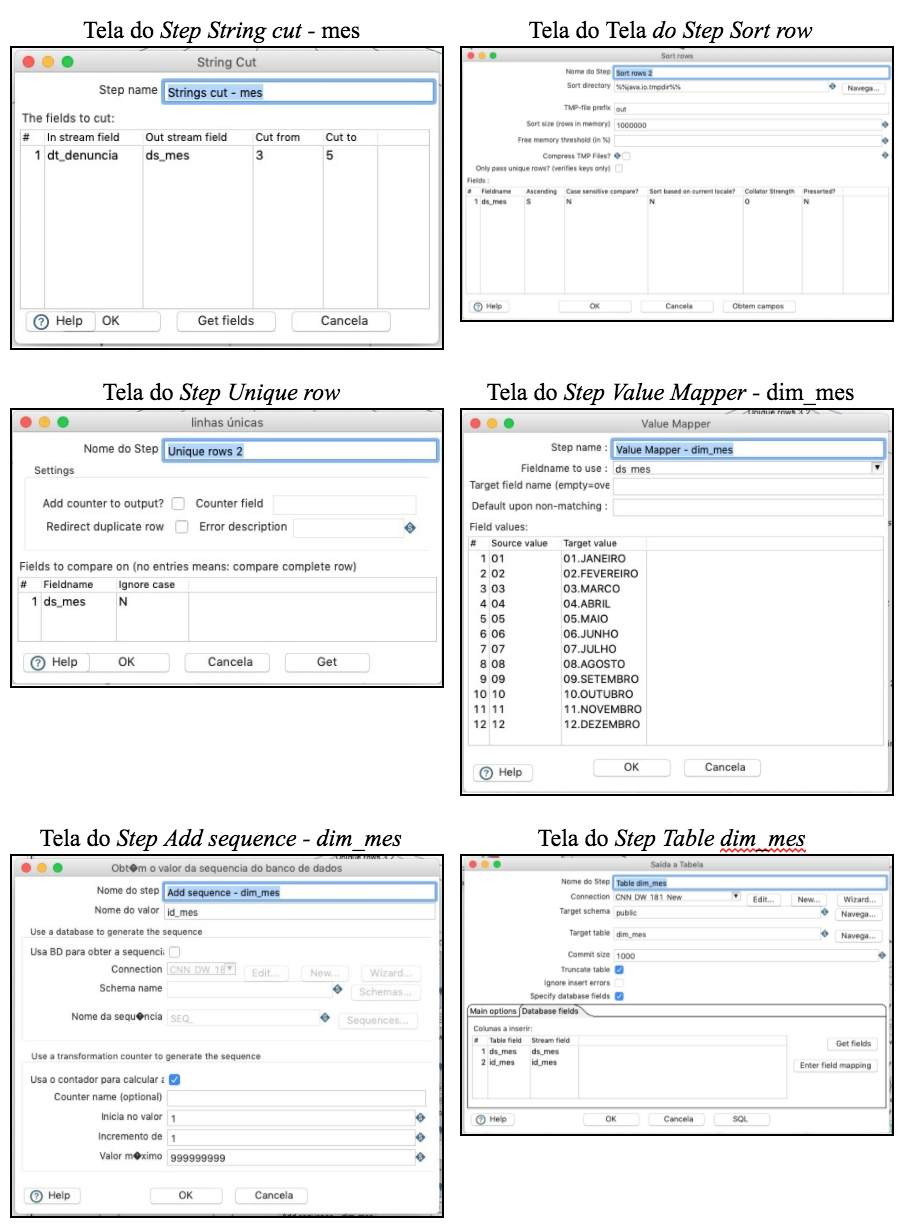 Tela do Step String cut - mes
String Cut
Step name Strings cut - mes
The fields to cut:
# In stream field Out stream field Cut from Cut to
1 dt_denuncia ds_mes 3 5
Help OK Get fields Cancela
Tela do Tela do Step Sort row
Sort rows
Nome do Step Sort rows 2
Sort directory %%java.io.tmpdir%% Navega...
TMP-file prefix out
Sort size (rows in memory) 1000000
Free memory threshold (in %)
Compress TMP Files?
Only pass unique rows? (verifies keys only)
Fields :
# Fieldname Ascending Case sensitive compare? Sort based on current locale? Collator Strength Presorted?
1 ds_mes S N N 0 N
Help OK Cancela Obtem campos
Tela do Step Unique row
linhas únicas
Nome do Step Unique rows 2
Settings
Add counter to output? Counter field
Redirect duplicate row Error description
Fields to compare on (no entries means: compare complete row)
# Fieldname Ignore case
1 ds_mes N
Help OK Cancela Get
Tela do Step Value Mapper - dim_mes
Unique rows 3 2
Value Mapper
Step name : Value Mapper - dim_mes
Fieldname to use : ds mes
Target field name (empty=ove
Default upon non-matching :
Field values:
# Source value Target value
1 01 01.JANEIRO
2 02 02.FEVEREIRO
3 03 03.MARCO
4 04 04.ABRIL
5 05 05.MAIO
6 06 06.JUNHO
7 07 07.JULHO
8 08 08.AGOSTO
9 09 09.SETEMBRO
10 10 10.OUTUBRO
11 11 11.NOVEMBRO
12 12 12.DEZEMBRO
Help OK Cancela
Tela do Step Add sequence - dim_mes
Obt�m o valor da sequencia do banco de dados
Nome do step Add sequence - dim_mes
Nome do valor id_mes
Use a database to generate the sequence
Usa BD para obter a sequenci
Connection CNN DW 18 Edit... New... Wizard...
Schema name Schemas...
Nome da sequ�ncia SEQ_ Sequences...
Use a transformation counter to generate the sequence
Usa o contador para calcular a
Counter name (optional)
Inicia no valor 1
Incremento de 1
Valor m�ximo 999999999
Help OK Cancela
Tela do Step Table dim_mes
Saída a Tabela
Nome do Step Table dim_mes
Connection CNN DW 181 New Edit... New... Wizard...
Target schema public Navega...
Target table dim_mes Navega...
Commit size 1000
Truncate table
Ignore insert errors
Specify database fields
Main options Database fields
Colunas a inserir:
# Table field Stream field
1 ds_mes ds_mes
2 id_mes id_mes
Get fields
Enter field mapping
Help OK Cancela SQL